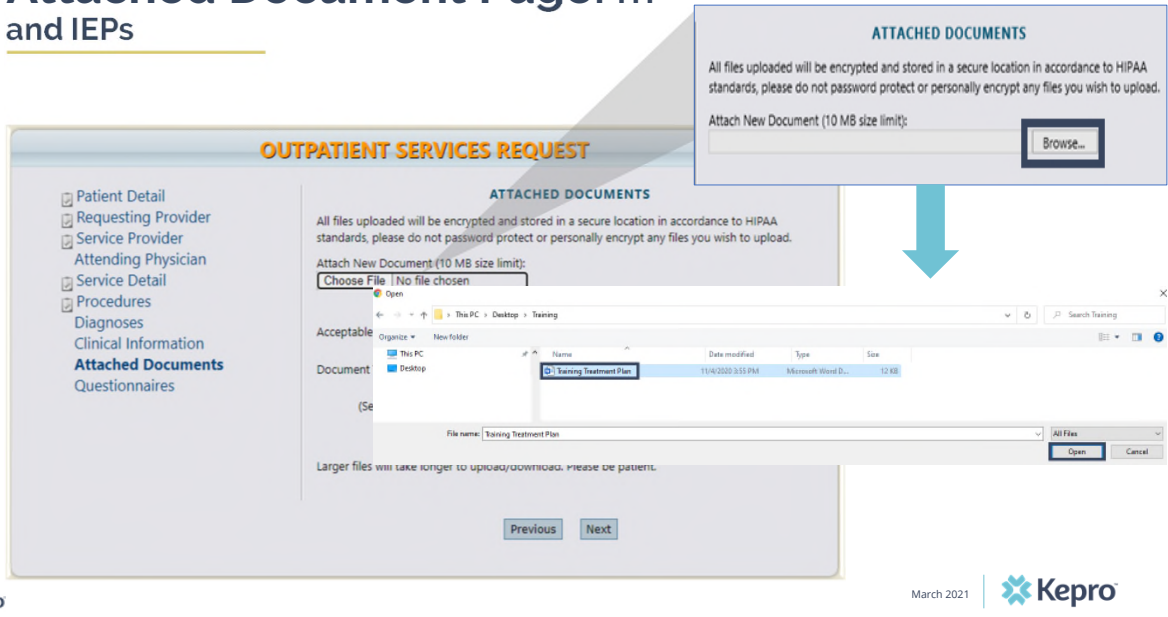 and IEPs
ATTACHED DOCUMENTS
All files uploaded will be encrypted and stored in a secure location in accordance to HIPAA
standards, please do not password protect or personally encrypt any files you wish to upload.
Attach New Document (10 MB size limit):
Browse...
OUTPATIENT SERVICES REQUEST
Patient Detail
Requesting Provider
Service Provider
Attending Physician
Service Detail
Procedures
Diagnoses
Clinical Information
Attached Documents
Questionnaires
ATTACHED DOCUMENTS
All files uploaded will be encrypted and stored in a secure location in accordance to HIPAA
standards, please do not password protect or personally encrypt any files you wish to upload.
Attach New Document (10 MB size limit):
Choose File No file chosen
Acceptable
Document
(Se
Open
This PC > Desktop > Training
Search Training
Organize New folder
This PC
Desktop
Name Date modified Type Size
Training Treatment Plan 11/4/2020 3:55 PM Microsoft Word D... 12 KB
File name: Training Treatment Plan
All Files
Open Cancel
Larger files will take longer to upload/download. Please be patient.
Previous Next
March 2021
Kepro